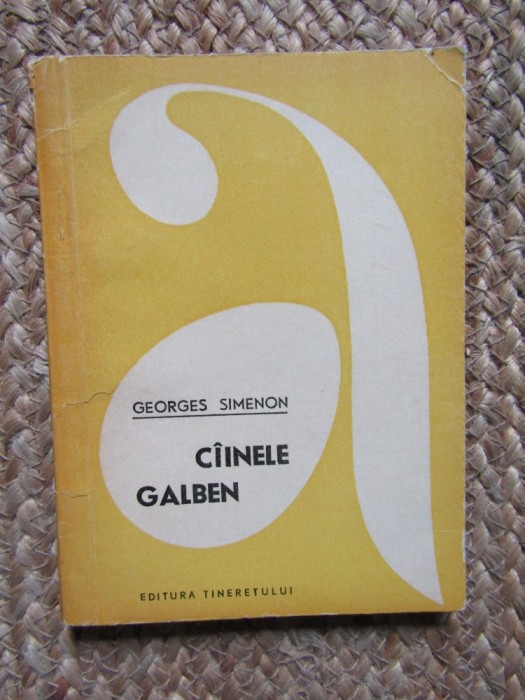 GEORGES SIMENON
CÎINELE
GALBEN
EDITURA TINERETULUI